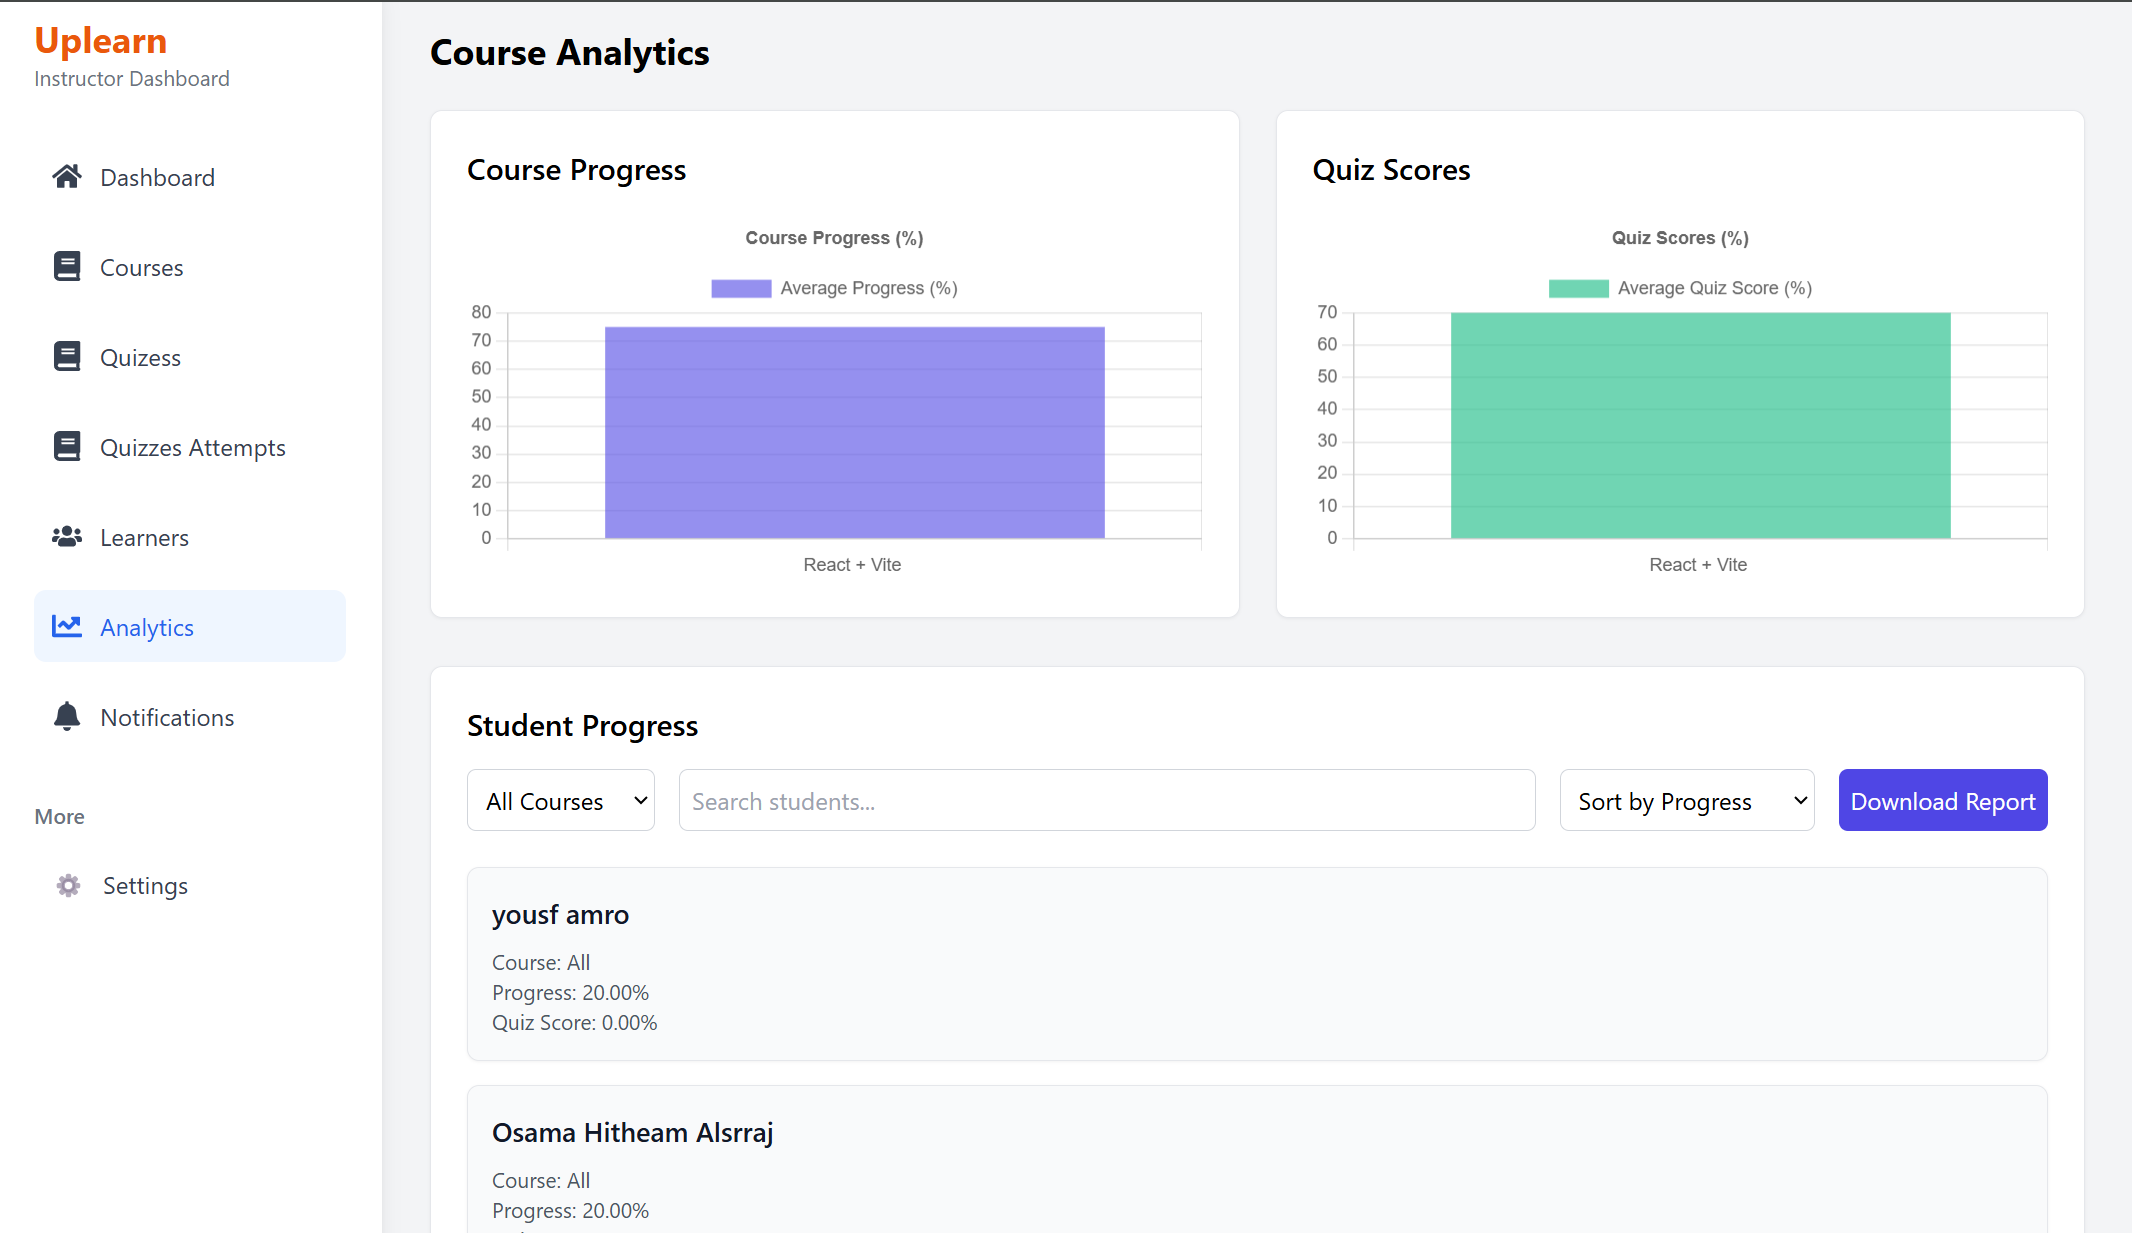 Uplearn
Instructor Dashboard
Dashboard
Courses
Quizess
Quizzes Attempts
Learners
Analytics
Notifications
More
Settings
Course Analytics
Course Progress
Course Progress (%)
Average Progress (%)
80
70
60
50
40
30
20
10
0
React + Vite
Quiz Scores
Quiz Scores (%)
Average Quiz Score (%)
70
60
50
40
30
20
10
0
React + Vite
Student Progress
All Courses
Search students...
Sort by Progress
Download Report
yousf amro
Course: All
Progress: 20.00%
Quiz Score: 0.00%
Osama Hitheam Alsrraj
Course: All
Progress: 20.00%